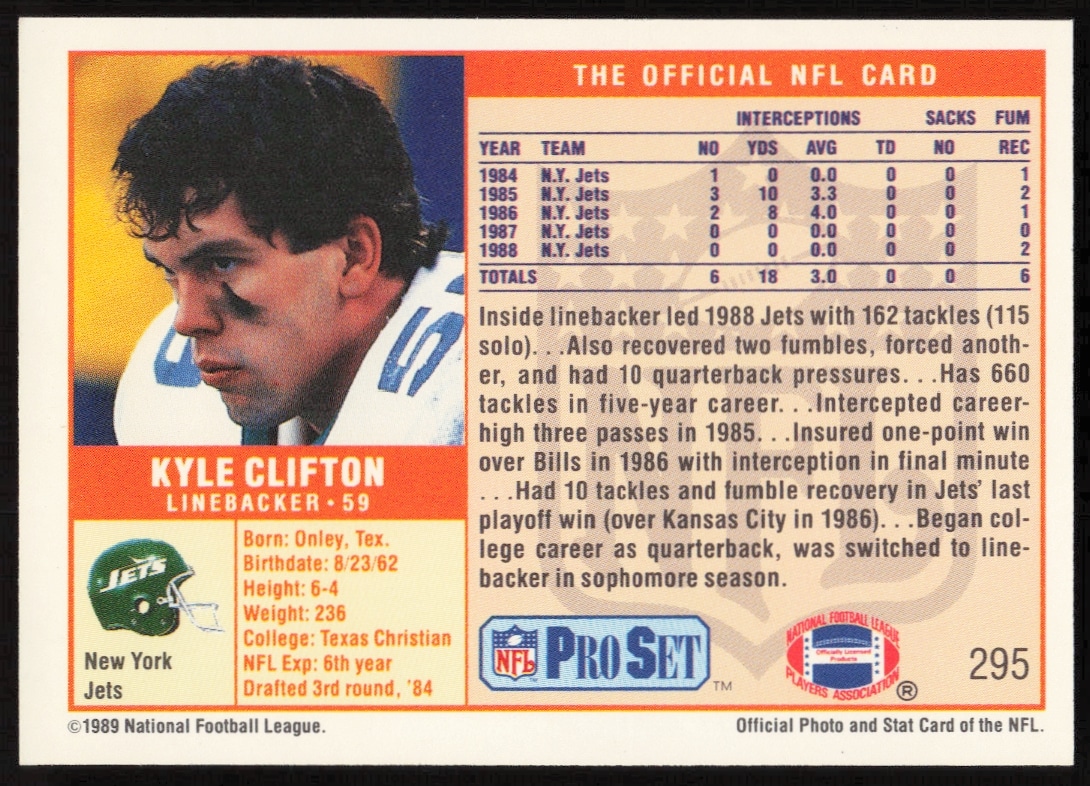 THE OFFICIAL NFL CARD
INTERCEPTIONS SACKS FUM
YEAR TEAM NO YDS AVG TD NO REC
1984 N.Y. Jets 1 0 0.0 0 0 1
1985 N.Y. Jets 3 10 3.3 0 0 2
1986 N.Y. Jets 2 8 4.0 0 0 1
1987 N.Y. Jets 0 0 0.0 0 0 0
1988 N.Y. Jets 0 0 0.0 0 0 2
TOTALS 6 18 3.0 0 0 6
Inside linebacker led 1988 Jets with 162 tackles (115
solo). . .Also recovered two fumbles, forced anoth-
er, and had 10 quarterback pressures. . .Has 660
tackles in five-year career. . .Intercepted career-
high three passes in 1985. . .Insured one-point win
over Bills in 1986 with interception in final minute
. . .Had 10 tackles and fumble recovery in Jets' last
playoff win (over Kansas City in 1986). . .Began col-
lege career as quarterback, was switched to line-
backer in sophomore season.
KYLE CLIFTON
LINEBACKER • 59
JETS
New York
Jets
Born: Onley, Tex.
Birthdate: 8/23/62
Height: 6-4
Weight: 236
College: Texas Christian
NFL Exp: 6th year
Drafted 3rd round, '84
NFL PRO SET TM
NATIONAL FOOTBALL LEAGUE
Officially Licensed
Products
PLAYERS ASSOCIATION ®
295
©1989 National Football League.
Official Photo and Stat Card of the NFL.